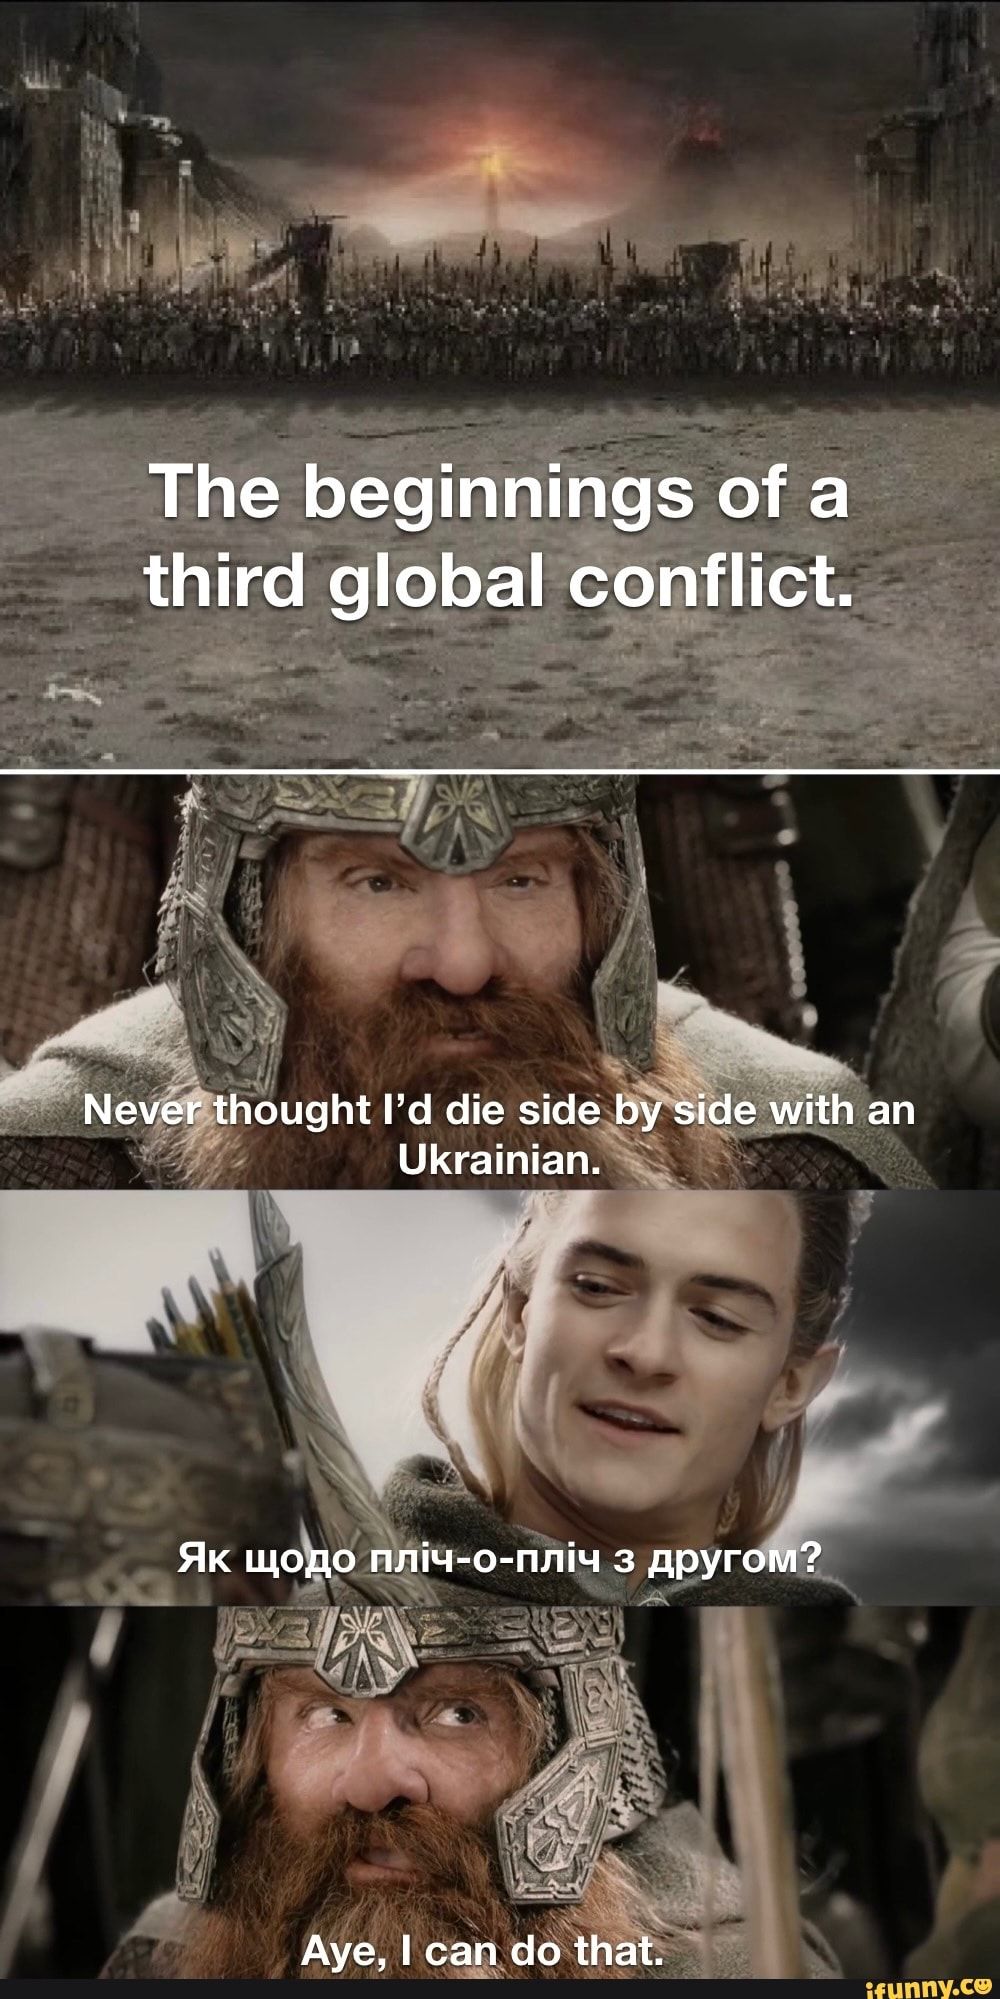 The beginnings of a
third global conflict.
Never thought I'd die side by side with an
Ukrainian.
Як щодо пліч-о-пліч з другом?
Aye, I can do that.
ifunny.co